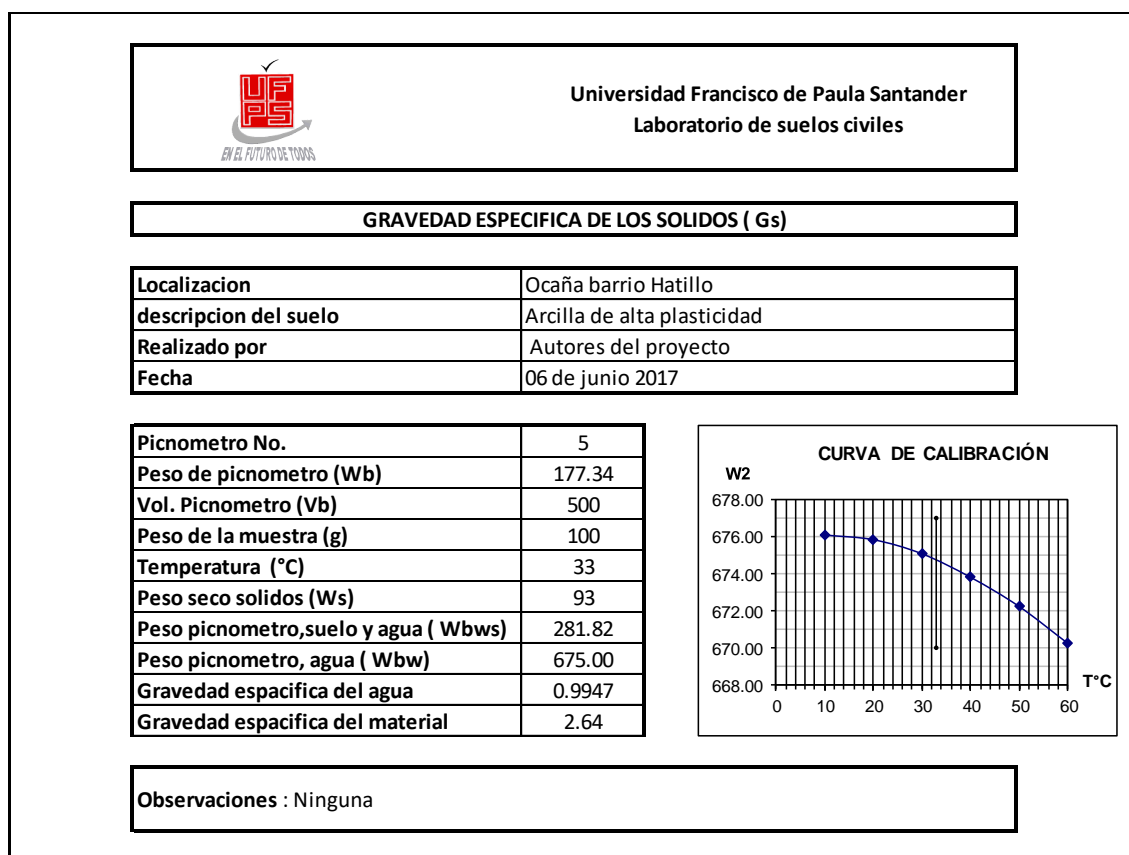 UFPS
EN EL FUTURO DE TODOS
Universidad Francisco de Paula Santander
Laboratorio de suelos civiles
GRAVEDAD ESPECIFICA DE LOS SOLIDOS ( Gs)
Localizacion Ocaña barrio Hatillo
descripcion del suelo Arcilla de alta plasticidad
Realizado por Autores del proyecto
Fecha 06 de junio 2017
Picnometro No. 5
Peso de picnometro (Wb) 177.34
Vol. Picnometro (Vb) 500
Peso de la muestra (g) 100
Temperatura (°C) 33
Peso seco solidos (Ws) 93
Peso picnometro,suelo y agua ( Wbws) 281.82
Peso picnometro, agua ( Wbw) 675.00
Gravedad espacifica del agua 0.9947
Gravedad espacifica del material 2.64
CURVA DE CALIBRACIÓN
W2
678.00
676.00
674.00
672.00
670.00
668.00
0 10 20 30 40 50 60
T°C
Observaciones : Ninguna